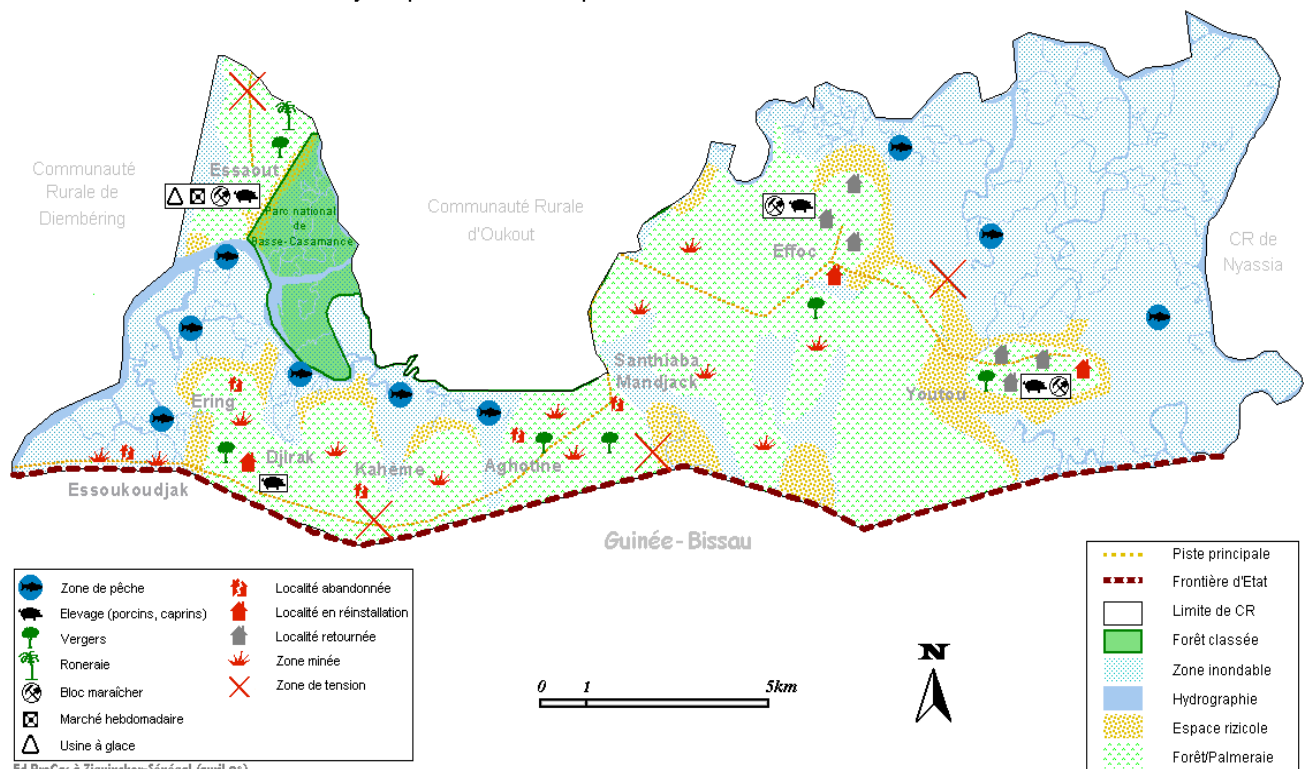 Communauté
Rurale de
Diembéring
Essaout
Parc national
de
Basse-Casamance
Communauté Rurale
d'Oukout
Effoc
CR de
Nyassia
Santhiaba
Mandjack
Youtou
Ering
Djirak
Kahème
Aghotine
Essoukoudjak
Guinée-Bissau
Zone de pêche
Elevage (porcins, caprins)
Vergers
Roneraie
Bloc maraîcher
Marché hebdomadaire
Usine à glace
Localité abandonnée
Localité en réinstallation
Localité retournée
Zone minée
Zone de tension
0 1 5km
N
Piste principale
Frontière d'Etat
Limite de CR
Forêt classée
Zone inondable
Hydrographie
Espace rizicole
Forêt/Palmeraie